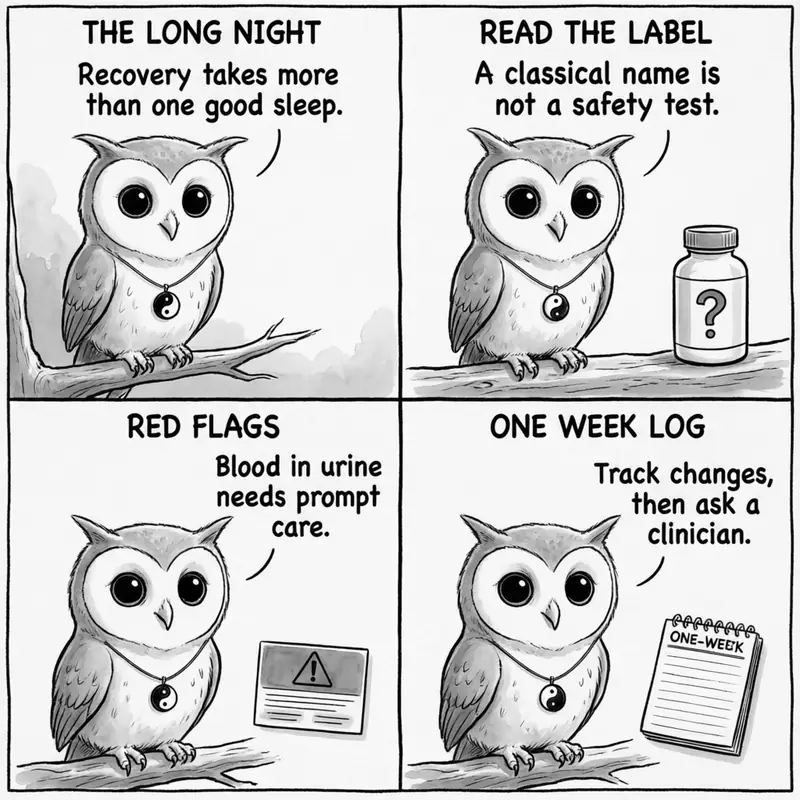 THE LONG NIGHT
Recovery takes more
than one good sleep.
READ THE LABEL
A classical name is
not a safety test.
?
RED FLAGS
Blood in urine
needs prompt
care.
!
ONE WEEK LOG
Track changes,
then ask a
clinician.
ONE-WEEK